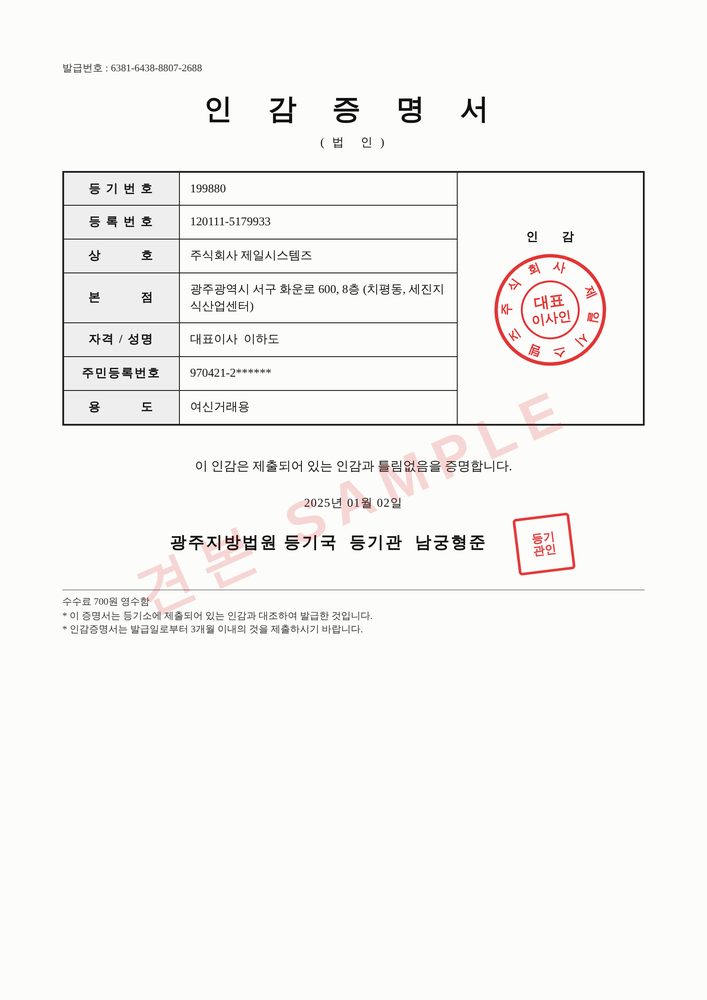 발급번호 : 6381-6438-8807-2688
인 감 증 명 서
( 법 인 )
등 기 번 호 199880
등 록 번 호 120111-5179933
상 호 주식회사 제일시스템즈
본 점 광주광역시 서구 화운로 600, 8층 (치평동, 세진지
식산업센터)
자격 / 성명 대표이사 이하도
주민등록번호 970421-2******
용 도 여신거래용
인 감
주식회사 제일시스템즈
대표
이사인
이 인감은 제출되어 있는 인감과 틀림없음을 증명합니다.
2025년 01월 02일
광주지방법원 등기국 등기관 남궁형준
등기
관인
견본 SAMPLE
수수료 700원 영수함
* 이 증명서는 등기소에 제출되어 있는 인감과 대조하여 발급한 것입니다.
* 인감증명서는 발급일로부터 3개월 이내의 것을 제출하시기 바랍니다.